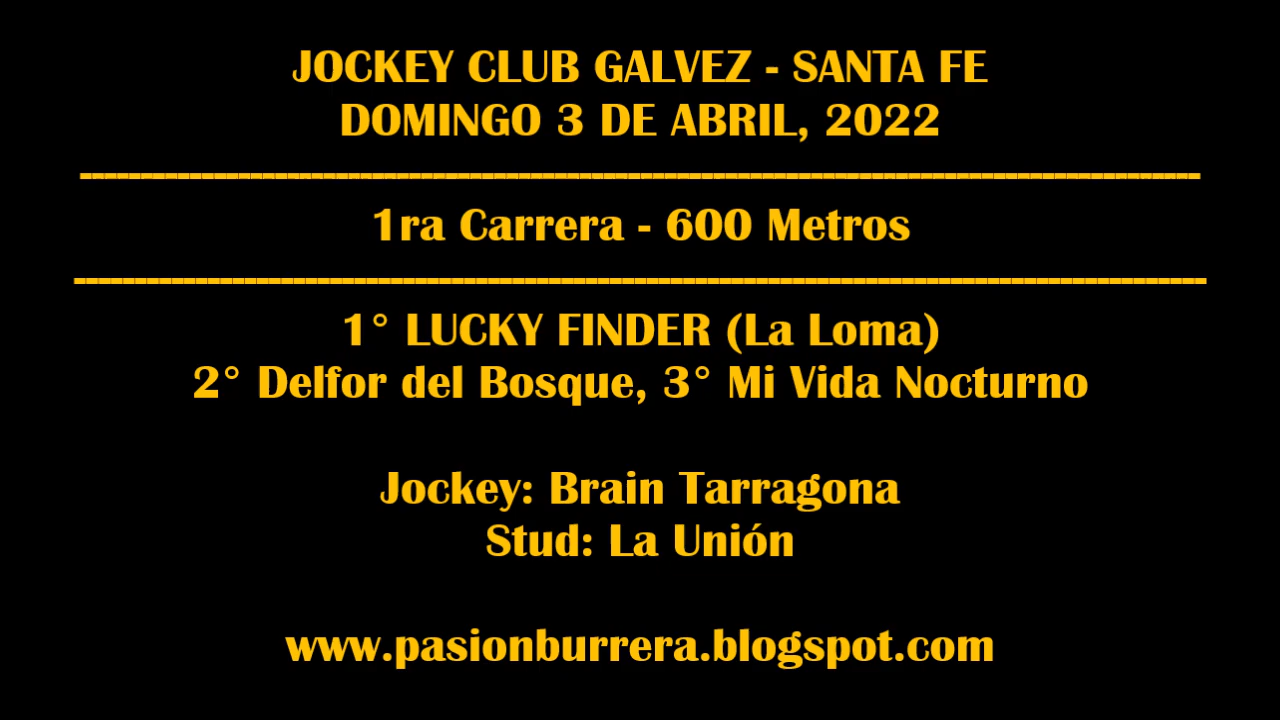 JOCKEY CLUB GALVEZ - SANTA FE
DOMINGO 3 DE ABRIL, 2022
1ra Carrera - 600 Metros
1° LUCKY FINDER (La Loma)
2° Delfor del Bosque, 3° Mi Vida Nocturno
Jockey: Brain Tarragona
Stud: La Unión
www.pasionburrera.blogspot.com